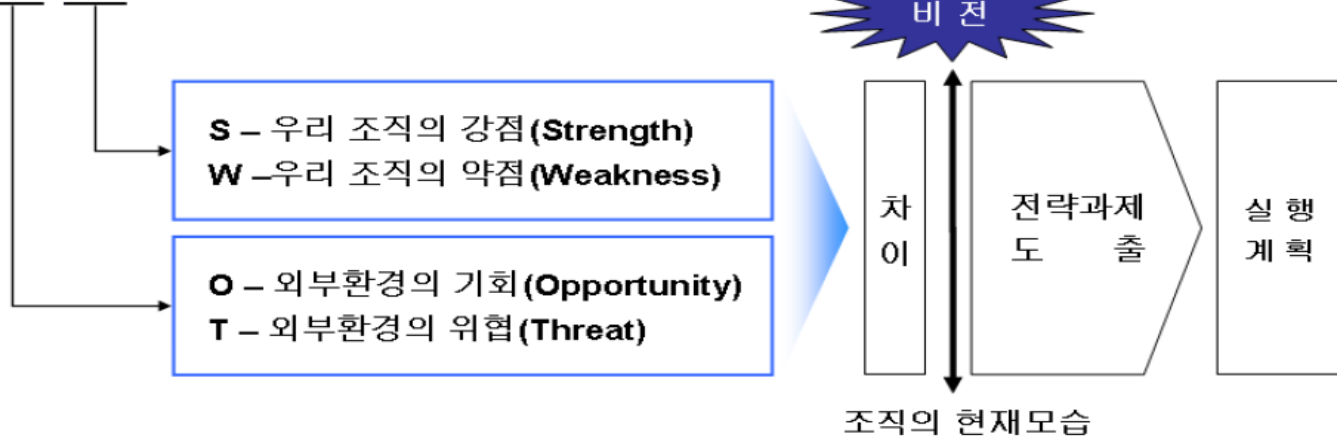 비 전
S – 우리 조직의 강점(Strength)
W –우리 조직의 약점(Weakness)
O – 외부환경의 기회(Opportunity)
T – 외부환경의 위협(Threat)
차
이
전략과제
도 출
실 행
계 획
조직의 현재모습